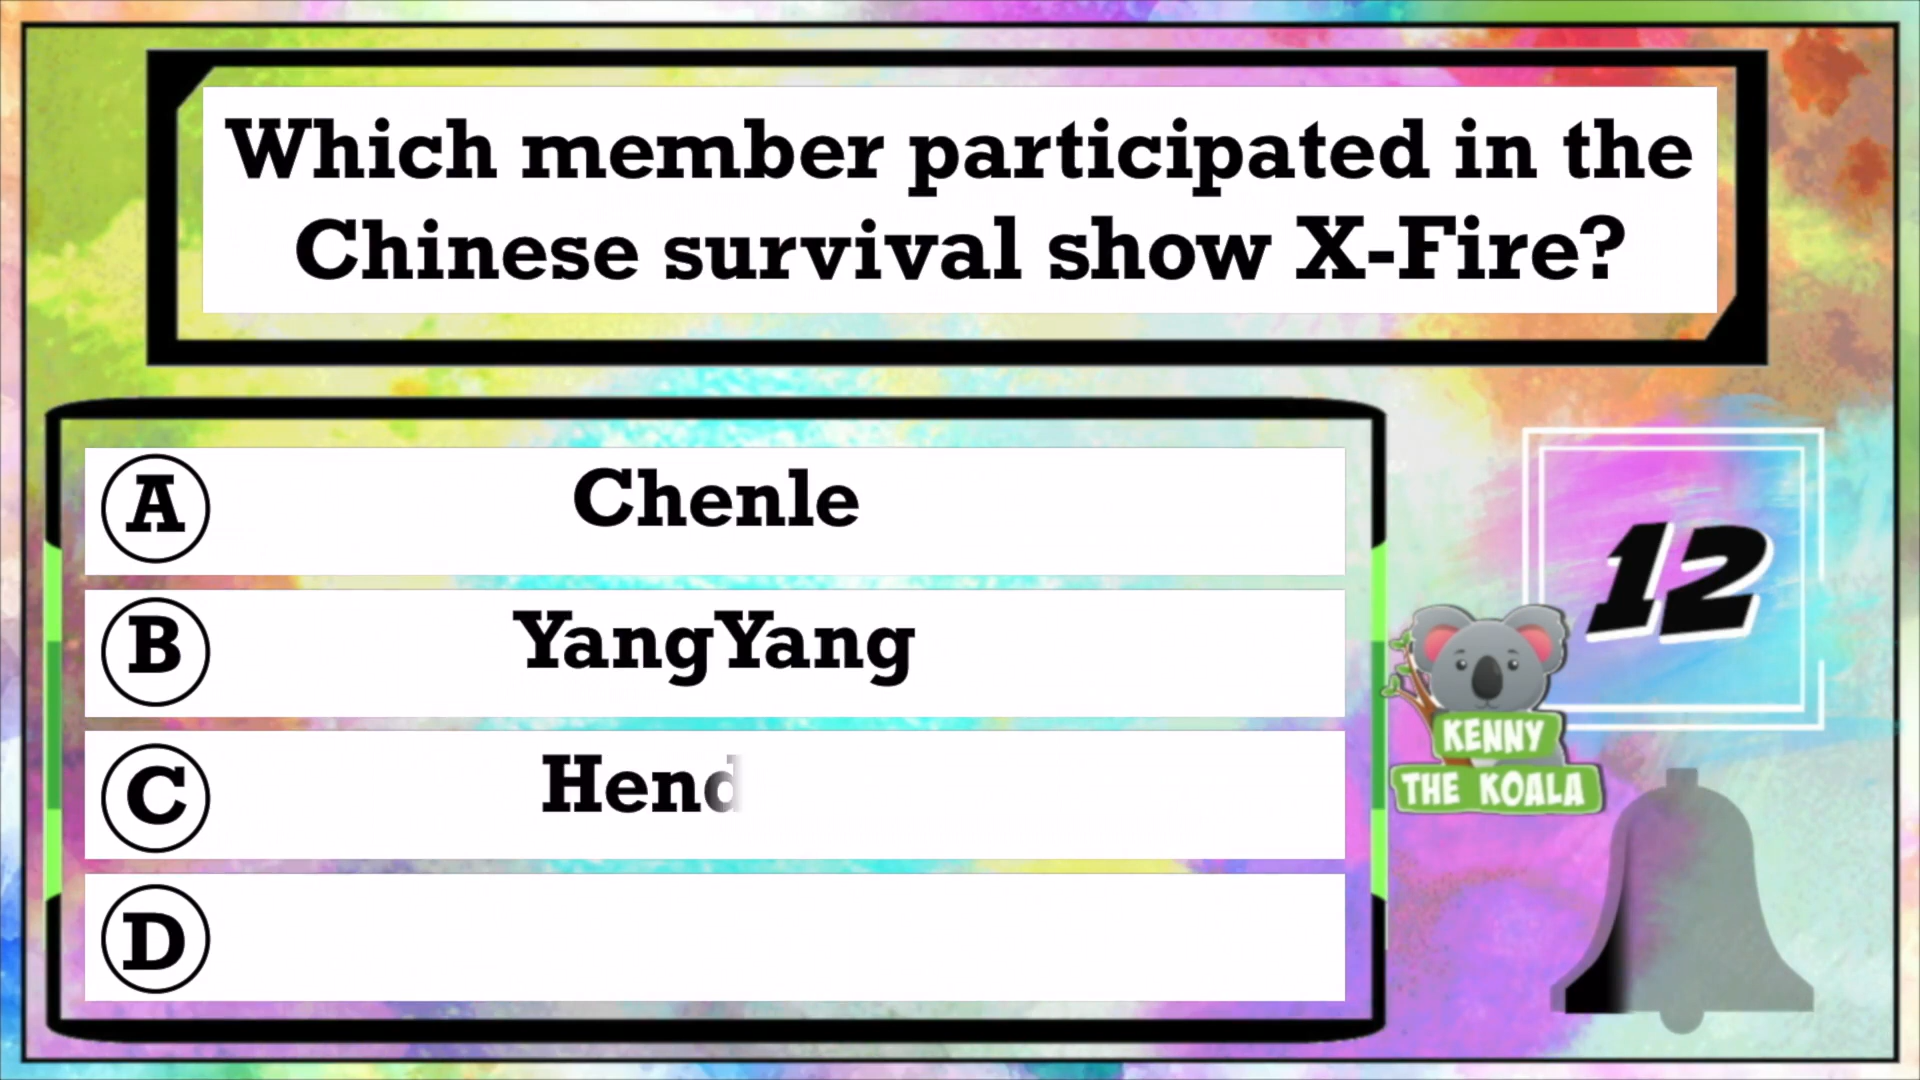 Which member participated in the
Chinese survival show X-Fire?
A Chenle
B YangYang
12
KENNY
THE KOALA
C Hend
D